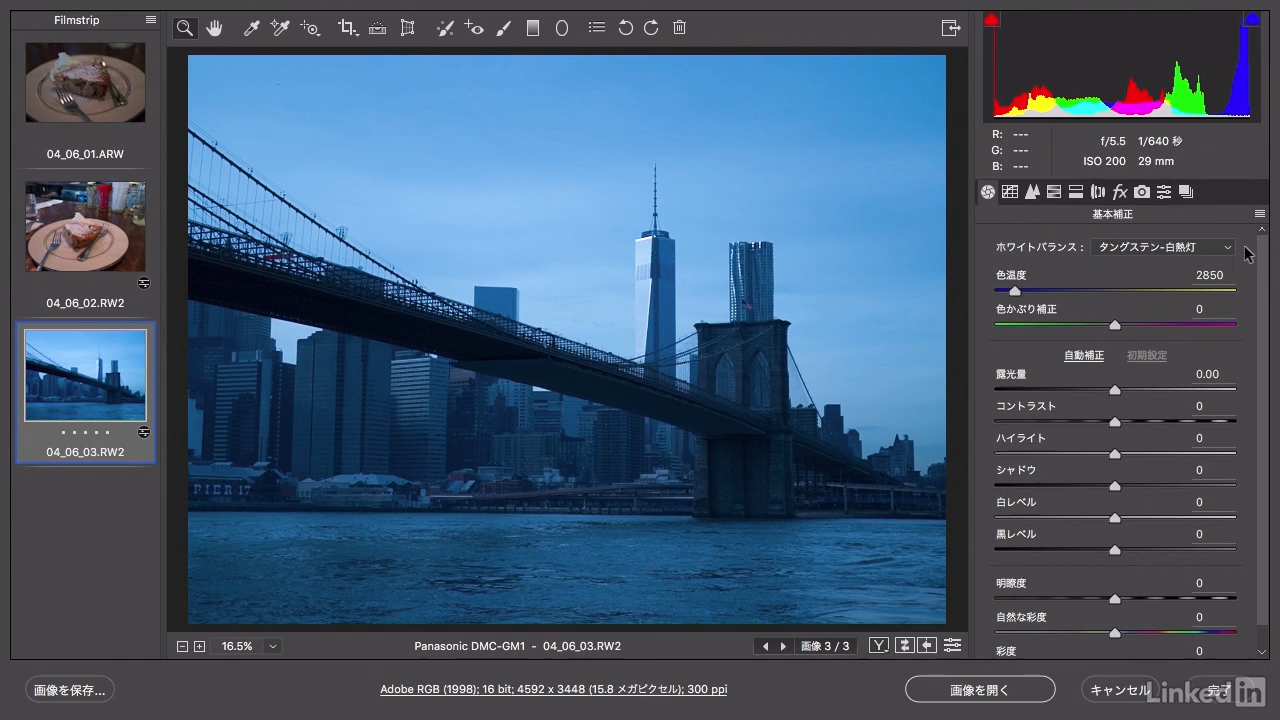 Filmstrip
04_06_01.ARW
04_06_02.RW2
04_06_03.RW2
PIER 17
16.5%
Panasonic DMC-GM1 - 04_06_03.RW2
画像 3 / 3
Y
R: ---
G: ---
B: ---
f/5.5 1/640 秒
ISO 200 29 mm
fx
基本補正
ホワイトバランス: タングステン-白熱灯
色温度 2850
色かぶり補正 0
自動補正 初期設定
露光量 0.00
コントラスト 0
ハイライト 0
シャドウ 0
白レベル 0
黒レベル 0
明瞭度 0
自然な彩度 0
彩度 0
画像を保存...
Adobe RGB (1998); 16 bit; 4592 x 3448 (15.8 メガピクセル); 300 ppi
画像を開く
キャンセル
完了
Linked in